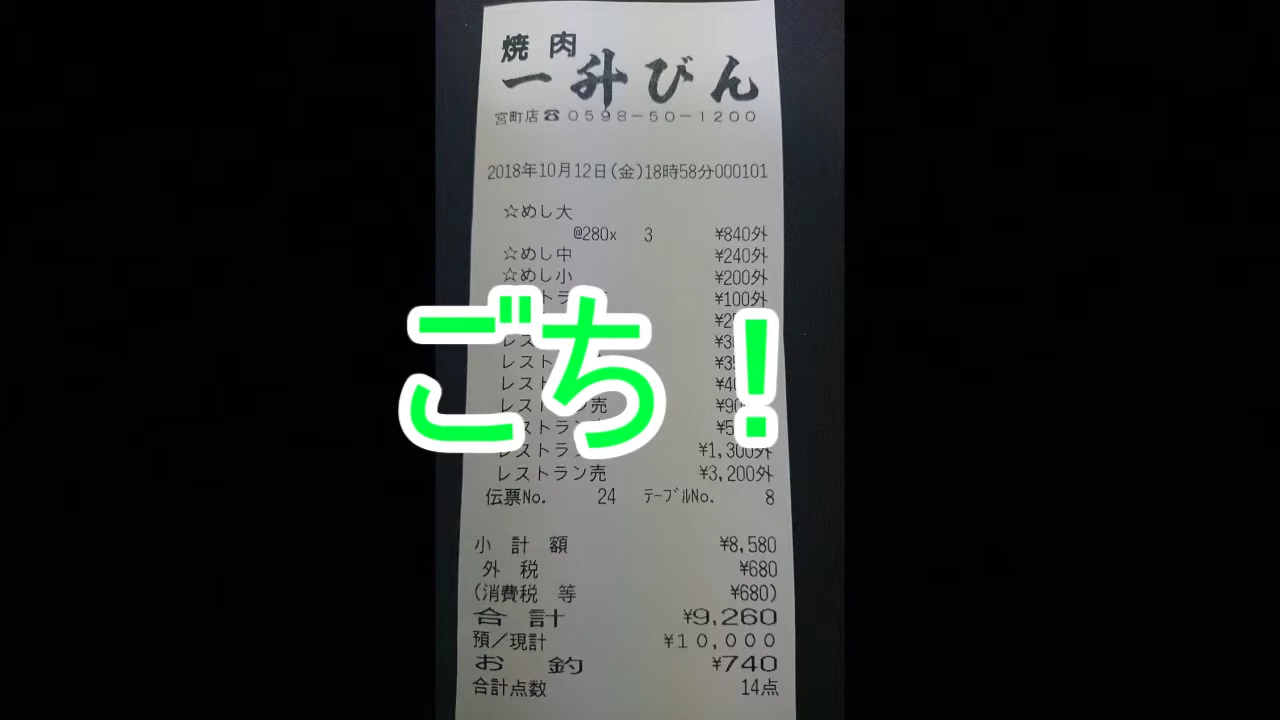 焼肉
一升びん
宮町店☎0598-50-1200
2018年10月12日(金)18時58分000101
☆めし大
@280x 3 ¥840外
☆めし中 ¥240外
☆めし小 ¥200外
¥100外
ごち！
レストラン売
¥1,300外
レストラン売 ¥3,200外
伝票No. 24 ﾃｰﾌﾞﾙNo. 8
小計額 ¥8,580
外税 ¥680
(消費税等 ¥680)
合計 ¥9,260
預／現計 ¥10,000
お釣 ¥740
合計点数 14点